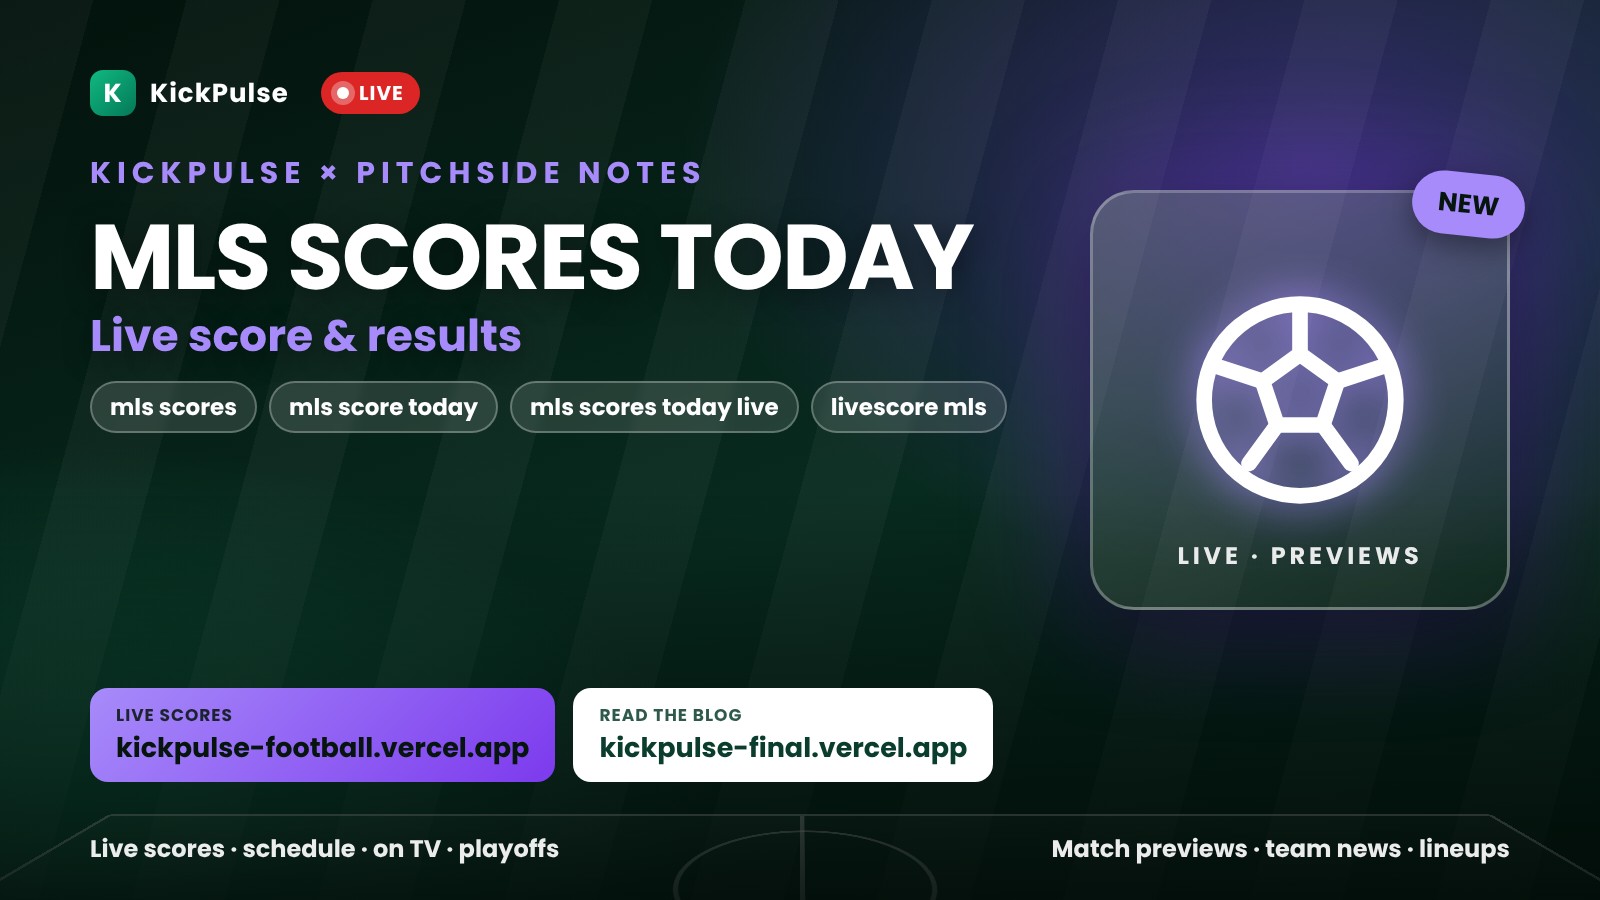 K KickPulse LIVE
KICKPULSE × PITCHSIDE NOTES
MLS SCORES TODAY
Live score & results
mls scores mls score today mls scores today live livescore mls
NEW
LIVE · PREVIEWS
LIVE SCORES
kickpulse-football.vercel.app
READ THE BLOG
kickpulse-final.vercel.app
Live scores · schedule · on TV · playoffs
Match previews · team news · lineups